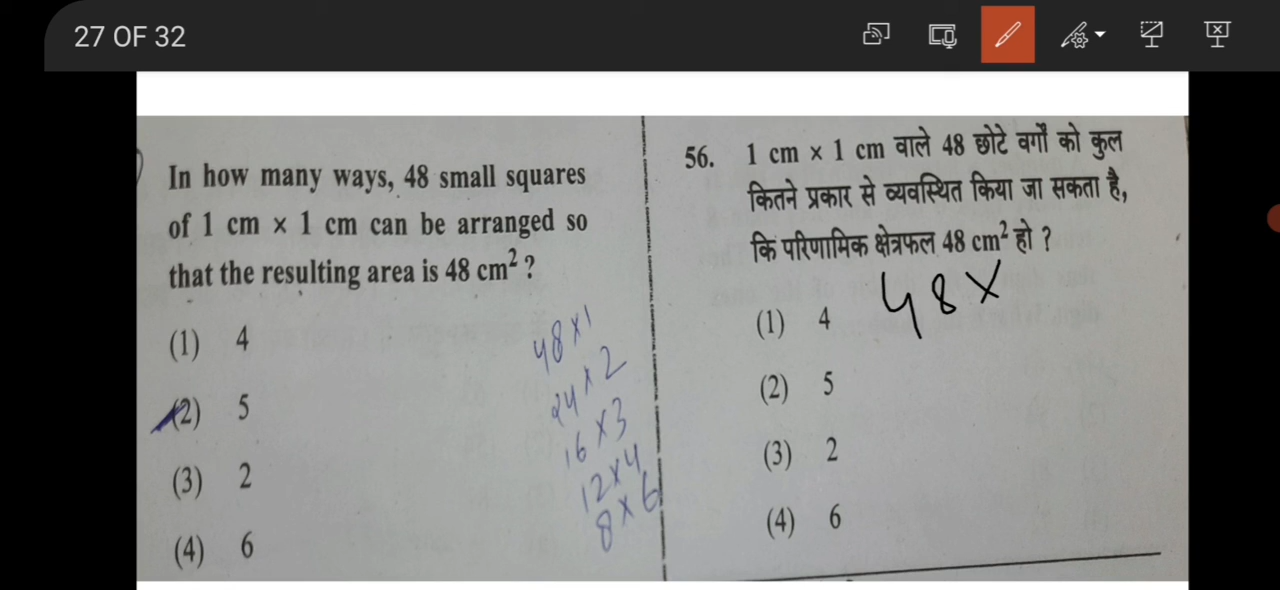 27 OF 32
In how many ways, 48 small squares
of 1 cm × 1 cm can be arranged so
that the resulting area is 48 cm² ?
(1) 4
(2) 5
(3) 2
(4) 6
48×1
24×2
16×3
12×4
8×6
56. 1 cm × 1 cm वाले 48 छोटे वर्गों को कुल
कितने प्रकार से व्यवस्थित किया जा सकता है,
कि परिणामिक क्षेत्रफल 48 cm² हो ?
48×
(1) 4
(2) 5
(3) 2
(4) 6